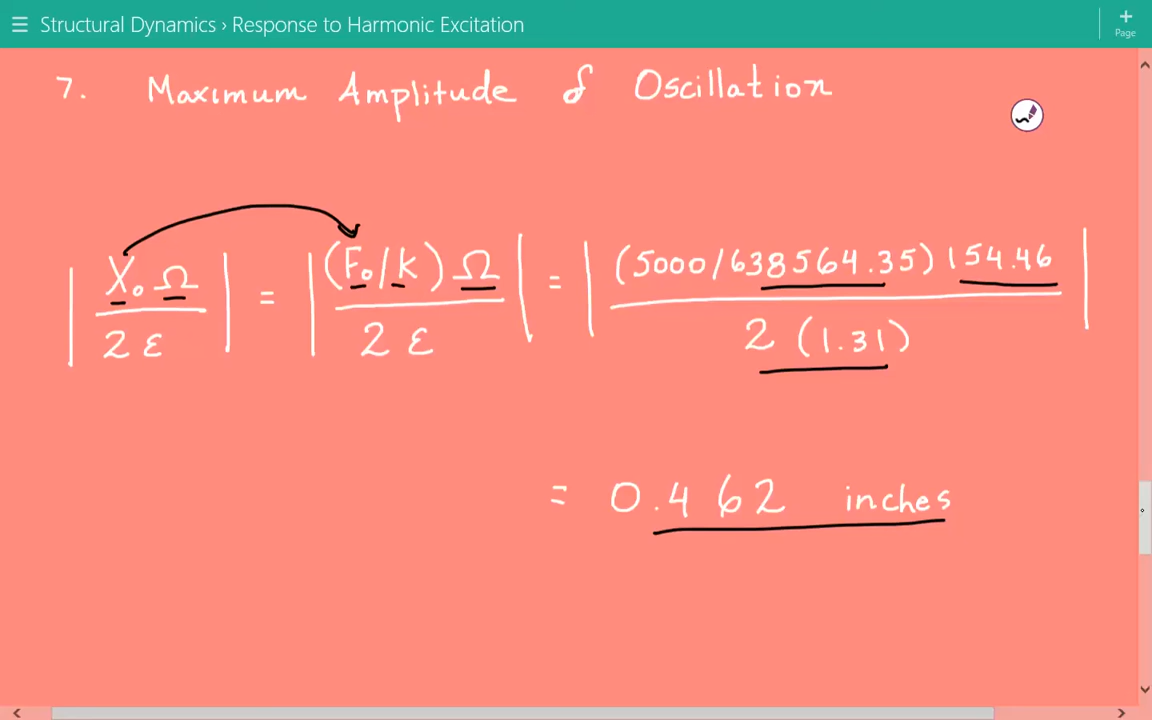 Structural Dynamics › Response to Harmonic Excitation
Page
7. Maximum Amplitude of Oscillation
| X₀ Ω / 2 ε | = | (F₀/k) Ω / 2 ε | = | (5000/638564.35) 154.46 / 2 (1.31) |
= 0.462 inches